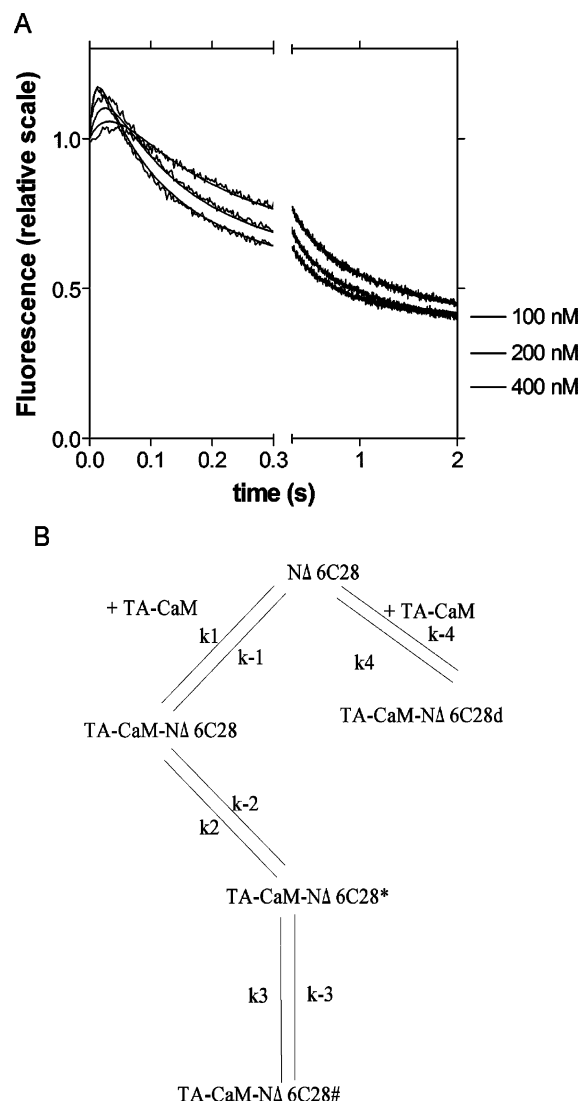 A
Fluorescence (relative scale)
1.0
0.5
0.0
0.0 0.1 0.2 0.3 1 2
time (s)
100 nM
200 nM
400 nM
B
NΔ 6C28
+ TA-CaM
+ TA-CaM
k1
k-1
k-4
k4
TA-CaM-NΔ 6C28
TA-CaM-NΔ 6C28d
k-2
k2
TA-CaM-NΔ 6C28*
k3
k-3
TA-CaM-NΔ 6C28#